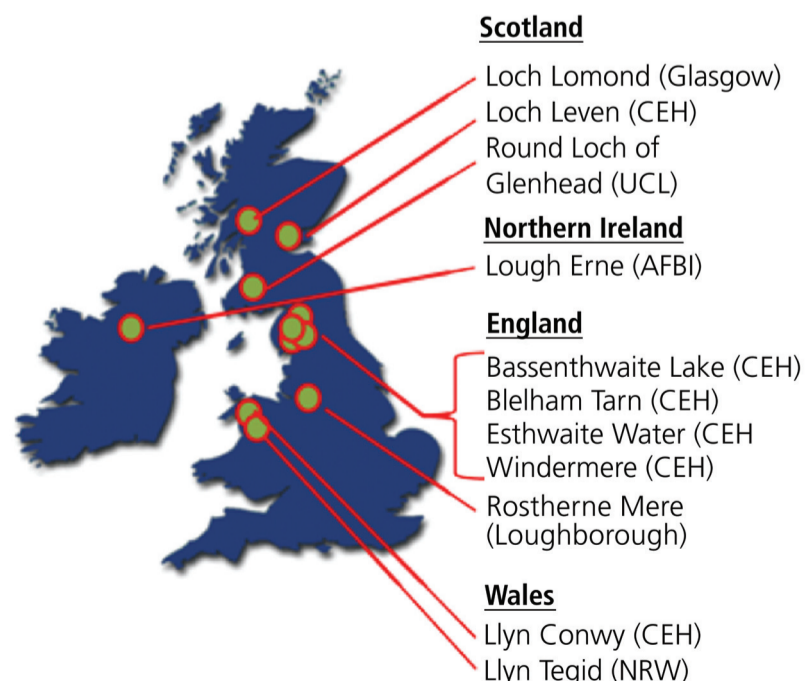 Scotland
Loch Lomond (Glasgow)
Loch Leven (CEH)
Round Loch of
Glenhead (UCL)
Northern Ireland
Lough Erne (AFBI)
England
Bassenthwaite Lake (CEH)
Blelham Tarn (CEH)
Esthwaite Water (CEH
Windermere (CEH)
Rostherne Mere
(Loughborough)
Wales
Llyn Conwy (CEH)
Llyn Tegid (NRW)